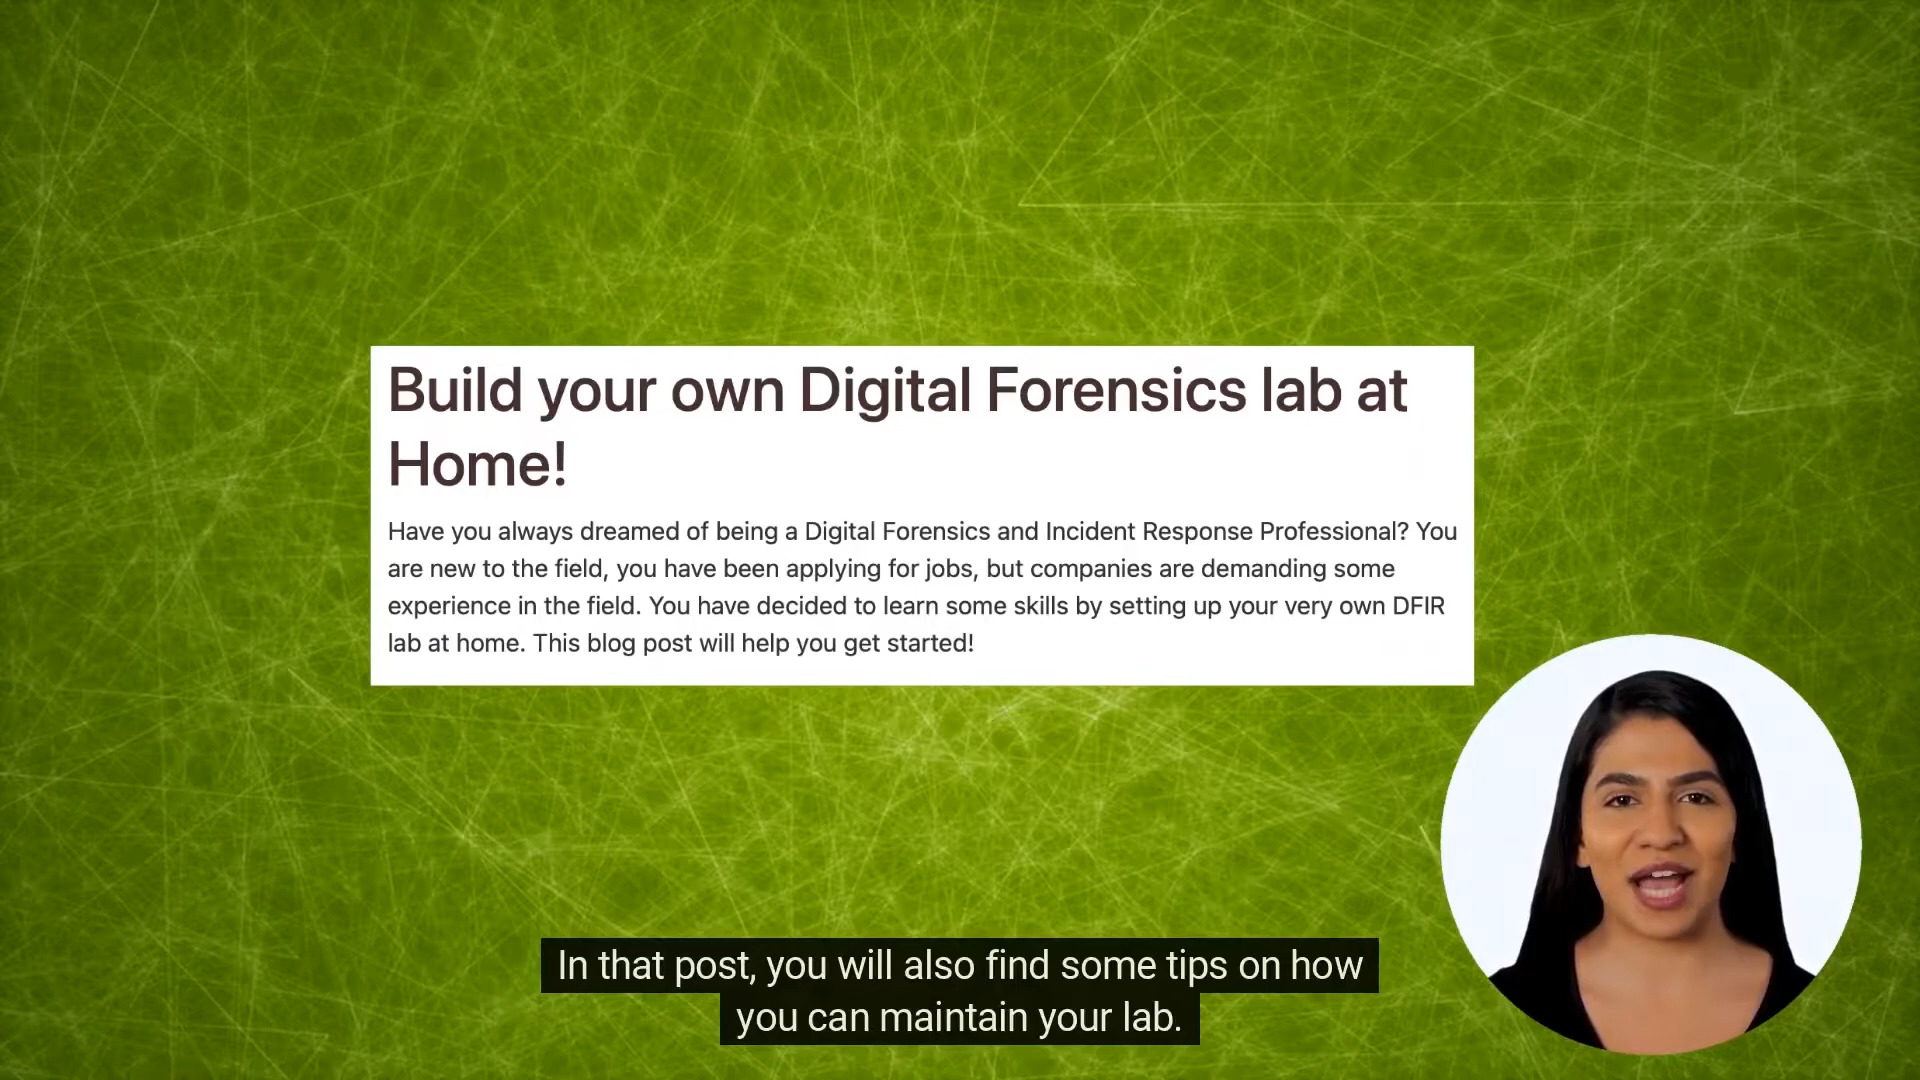 Build your own Digital Forensics lab at
Home!
Have you always dreamed of being a Digital Forensics and Incident Response Professional? You
are new to the field, you have been applying for jobs, but companies are demanding some
experience in the field. You have decided to learn some skills by setting up your very own DFIR
lab at home. This blog post will help you get started!
In that post, you will also find some tips on how
you can maintain your lab.